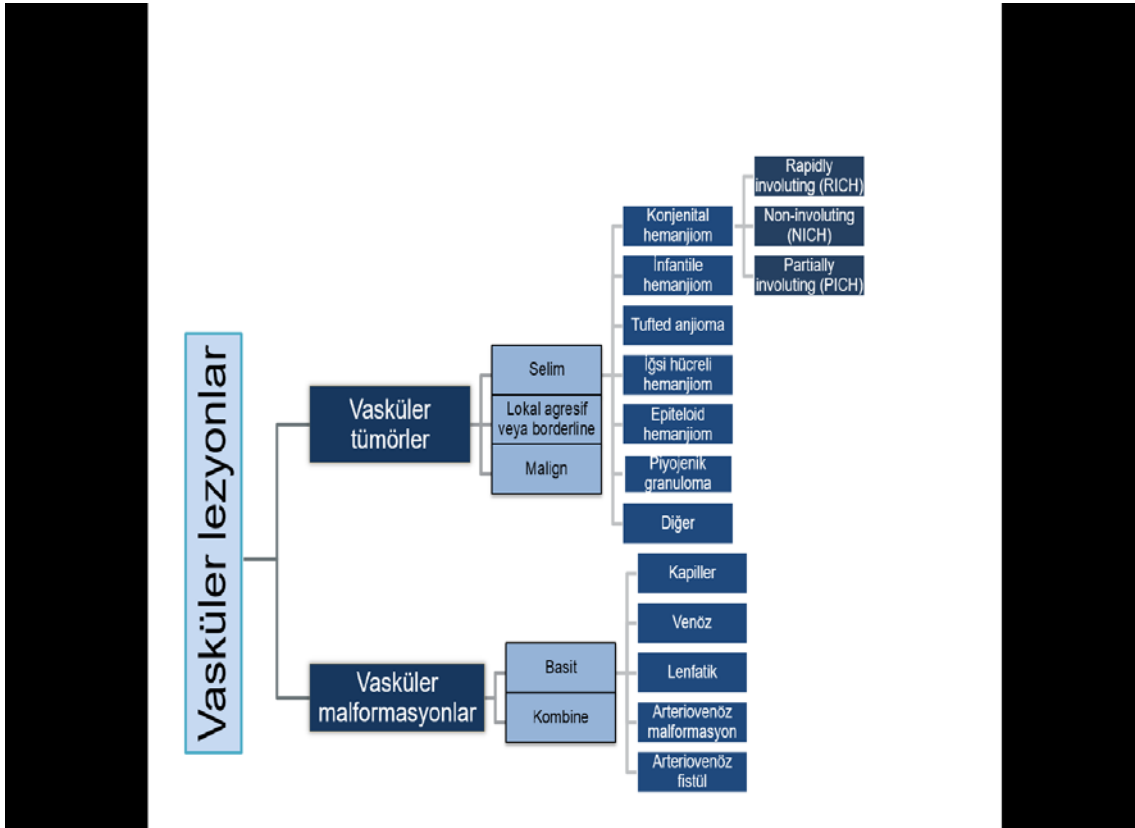 Vasküler lezyonlar
Vasküler
tümörler
Selim
Lokal agresif
veya borderline
Malign
Konjenital
hemanjiom
Rapidly
involuting (RICH)
Non-involuting
(NICH)
Partially
involuting (PICH)
İnfantile
hemanjiom
Tufted anjioma
İğsi hücreli
hemanjiom
Epiteloid
hemanjiom
Piyojenik
granuloma
Diğer
Vasküler
malformasyonlar
Basit
Kombine
Kapiller
Venöz
Lenfatik
Arteriovenöz
malformasyon
Arteriovenöz
fistül